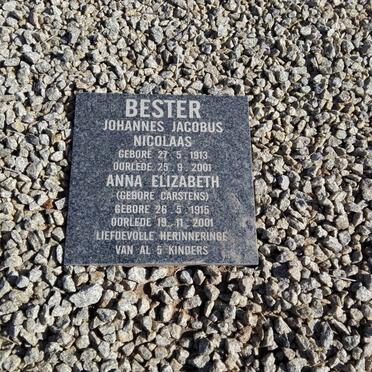 BESTER
JOHANNES JACOBUS
NICOLAAS
GEBORE 27.5.1913
OORLEDE 25.9.2001
ANNA ELIZABETH
(GEBORE CARSTENS)
GEBORE 26.5.1915
OORLEDE 19.11.2001
LIEFDEVOLLE HERINNERINGE
VAN AL 5 KINDERS